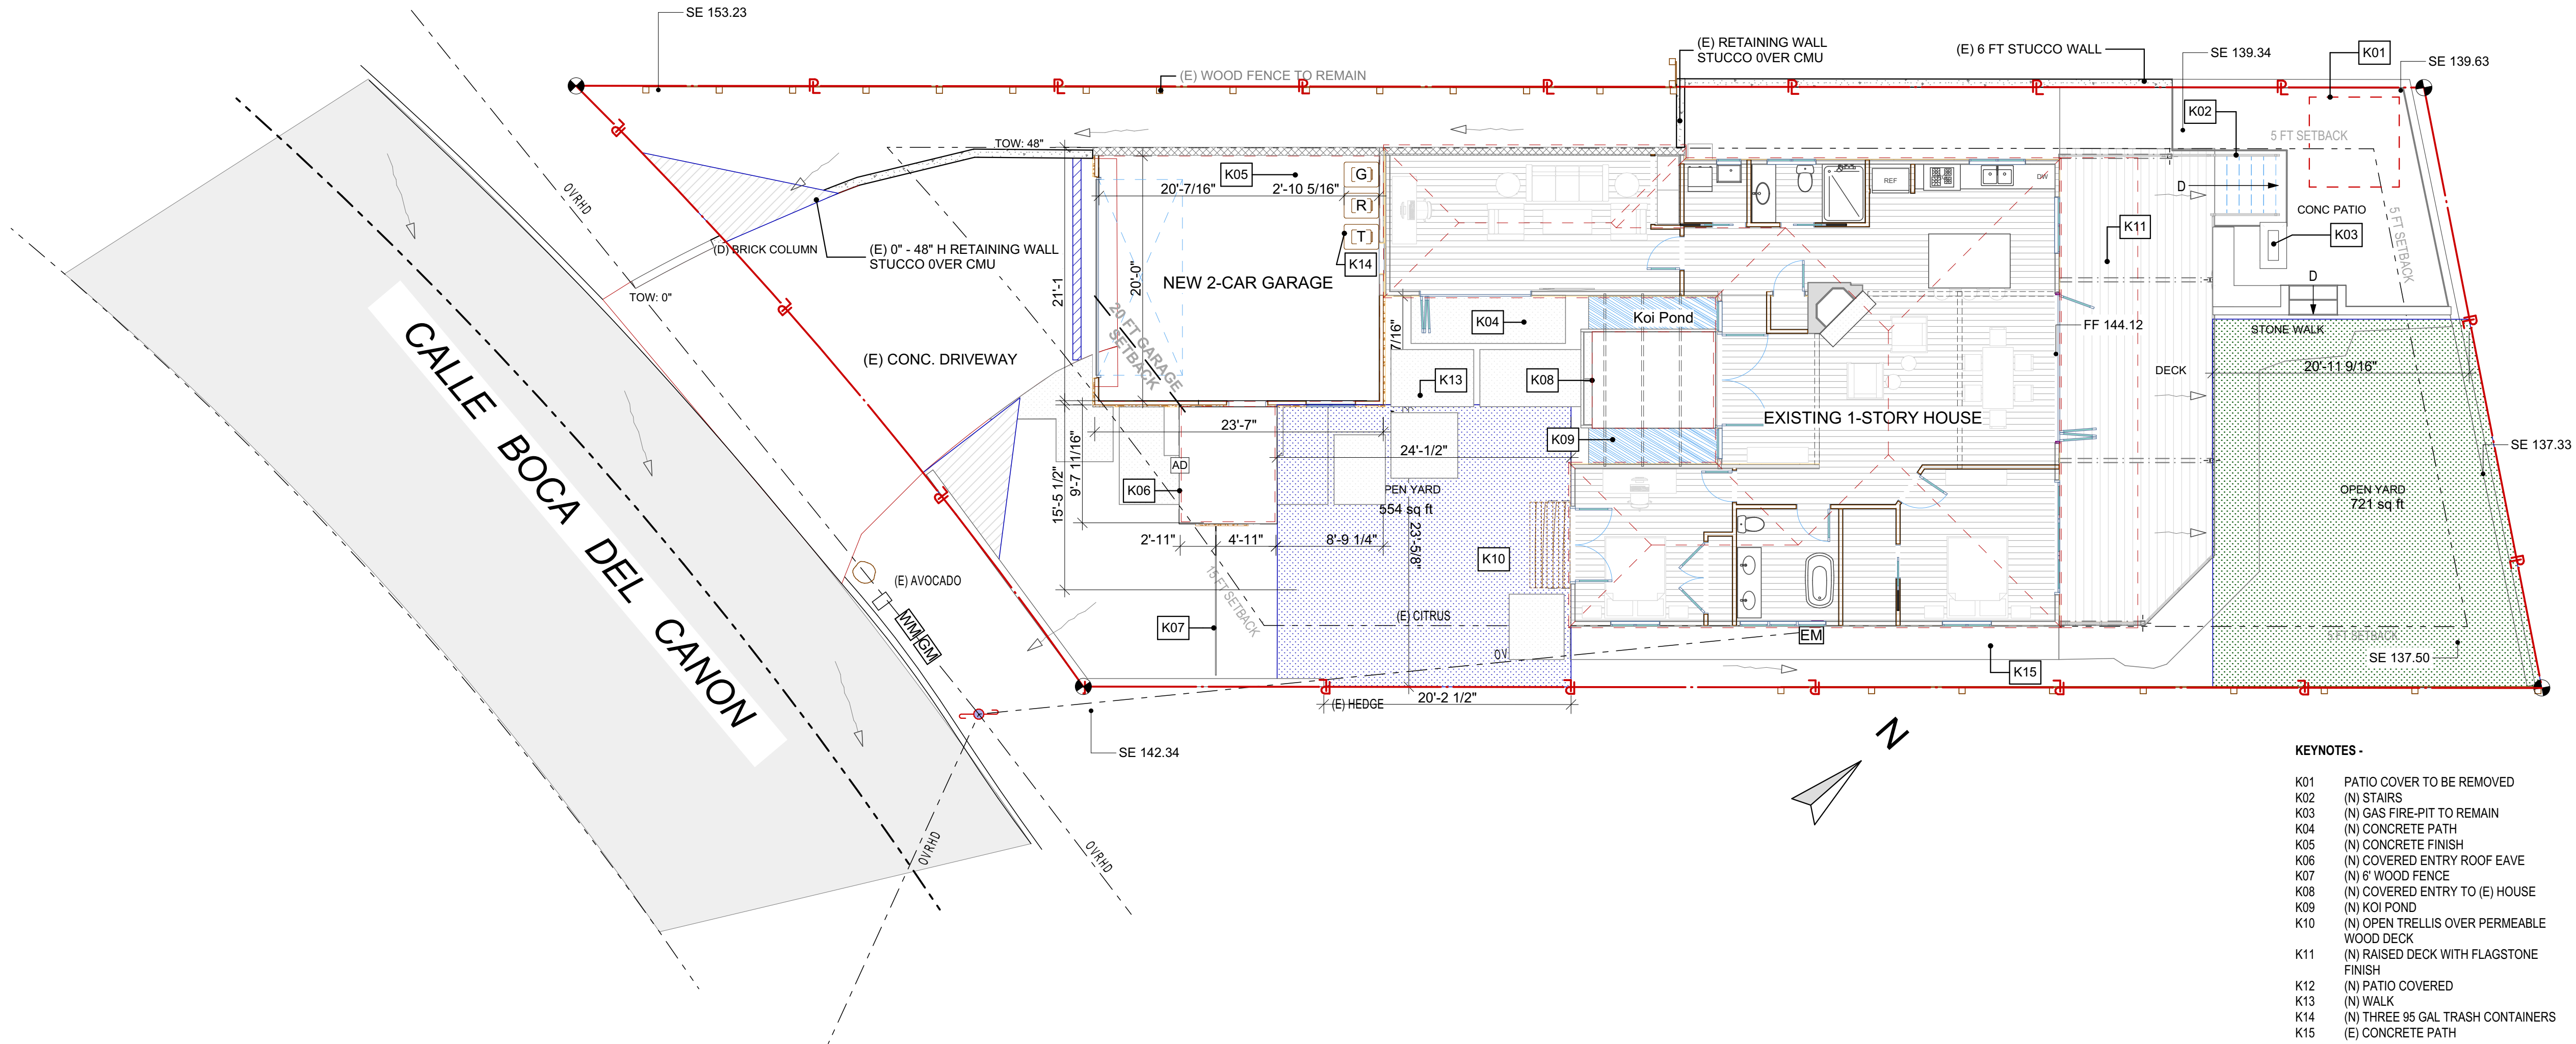 SE 153.23
(E) WOOD FENCE TO REMAIN
(E) RETAINING WALL
STUCCO 0VER CMU
(E) 6 FT STUCCO WALL
SE 139.34
K01
SE 139.63
K02
5 FT SETBACK
OVRHD
TOW: 48"
K05
20'-7/16"
2'-10 5/16"
G
R
T
K14
REF
DW
D
CONC PATIO
K03
K11
5 FT SETBACK
(D) BRICK COLUMN
(E) 0" - 48" H RETAINING WALL
STUCCO 0VER CMU
21'-1
20'-0"
NEW 2-CAR GARAGE
TOW: 0"
20 FT GARAGE
SETBACK
K04
7/16"
Koi Pond
D
FF 144.12
STONE WALK
CALLE BOCA DEL CANON
(E) CONC. DRIVEWAY
K13
K08
DECK
20'-11 9/16"
EXISTING 1-STORY HOUSE
23'-7"
K09
24'-1/2"
SE 137.33
AD
K06
15'-5 1/2"
9'-7 11/16"
PEN YARD
554 sq ft
OPEN YARD
721 sq ft
2'-11"
4'-11"
8'-9 1/4"
23'-5/8"
K10
15 FT SETBACK
(E) AVOCADO
WM
GM
K07
(E) CITRUS
EM
5 FT SETBACK
OV
K15
SE 137.50
(E) HEDGE
20'-2 1/2"
SE 142.34
N
OVRHD
OVRHD
KEYNOTES -
K01 PATIO COVER TO BE REMOVED
K02 (N) STAIRS
K03 (N) GAS FIRE-PIT TO REMAIN
K04 (N) CONCRETE PATH
K05 (N) CONCRETE FINISH
K06 (N) COVERED ENTRY ROOF EAVE
K07 (N) 6' WOOD FENCE
K08 (N) COVERED ENTRY TO (E) HOUSE
K09 (N) KOI POND
K10 (N) OPEN TRELLIS OVER PERMEABLE
WOOD DECK
K11 (N) RAISED DECK WITH FLAGSTONE
FINISH
K12 (N) PATIO COVERED
K13 (N) WALK
K14 (N) THREE 95 GAL TRASH CONTAINERS
K15 (E) CONCRETE PATH